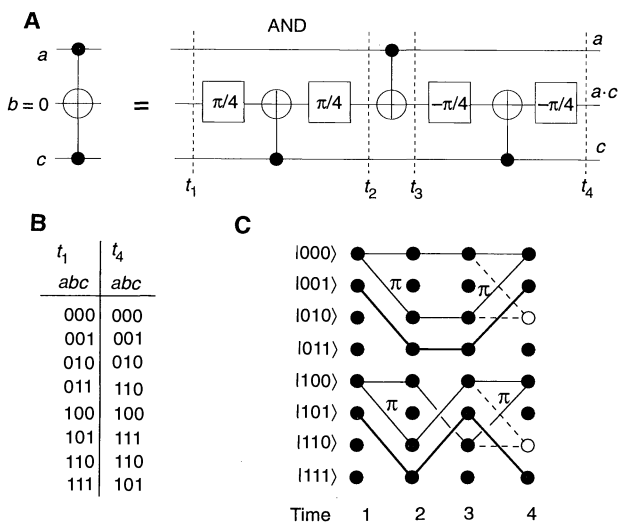 A
AND
a
b = 0
c
=
π/4
π/4
−π/4
−π/4
a
a·c
c
t1
t2
t3
t4
B
t1 t4
abc abc
000 000
001 001
010 010
011 110
100 100
101 111
110 110
111 101
C
|000⟩
|001⟩
|010⟩
|011⟩
|100⟩
|101⟩
|110⟩
|111⟩
π
π
π
π
Time 1 2 3 4